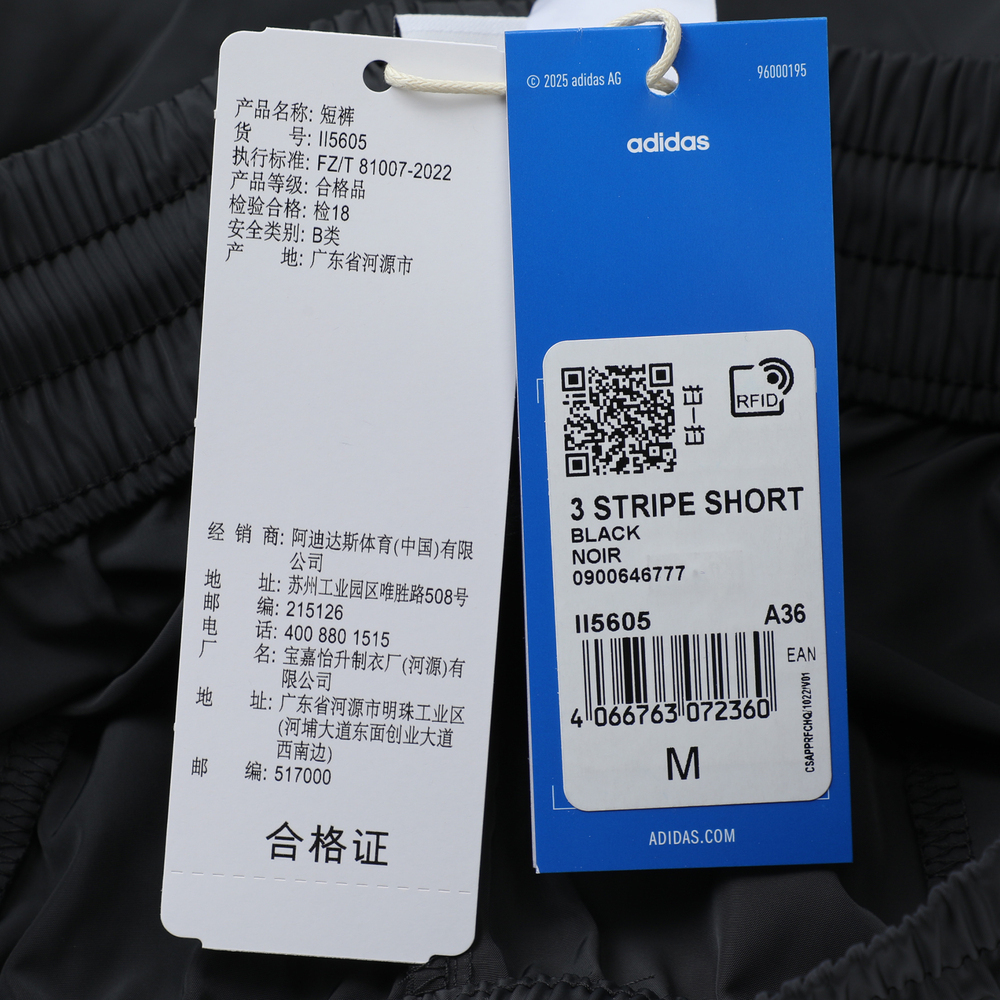 产品名称: 短裤
货 号: II5605
执行标准: FZ/T 81007-2022
产品等级: 合格品
检验合格: 检18
安全类别: B类
产 地: 广东省河源市
经 销 商: 阿迪达斯体育(中国)有限
公司
地 址: 苏州工业园区唯胜路508号
邮 编: 215126
电 话: 400 880 1515
厂 名: 宝嘉怡升制衣厂(河源)有
限公司
地 址: 广东省河源市明珠工业区
(河埔大道东面创业大道
西南边)
邮 编: 517000
合格证
© 2025 adidas AG
96000195
adidas
扫一扫
RFID
3 STRIPE SHORT
BLACK
NOIR
0900646777
II5605 A36
EAN
4 066763 072360
CSAPPRFCHQ/1022/V01
M
ADIDAS.COM